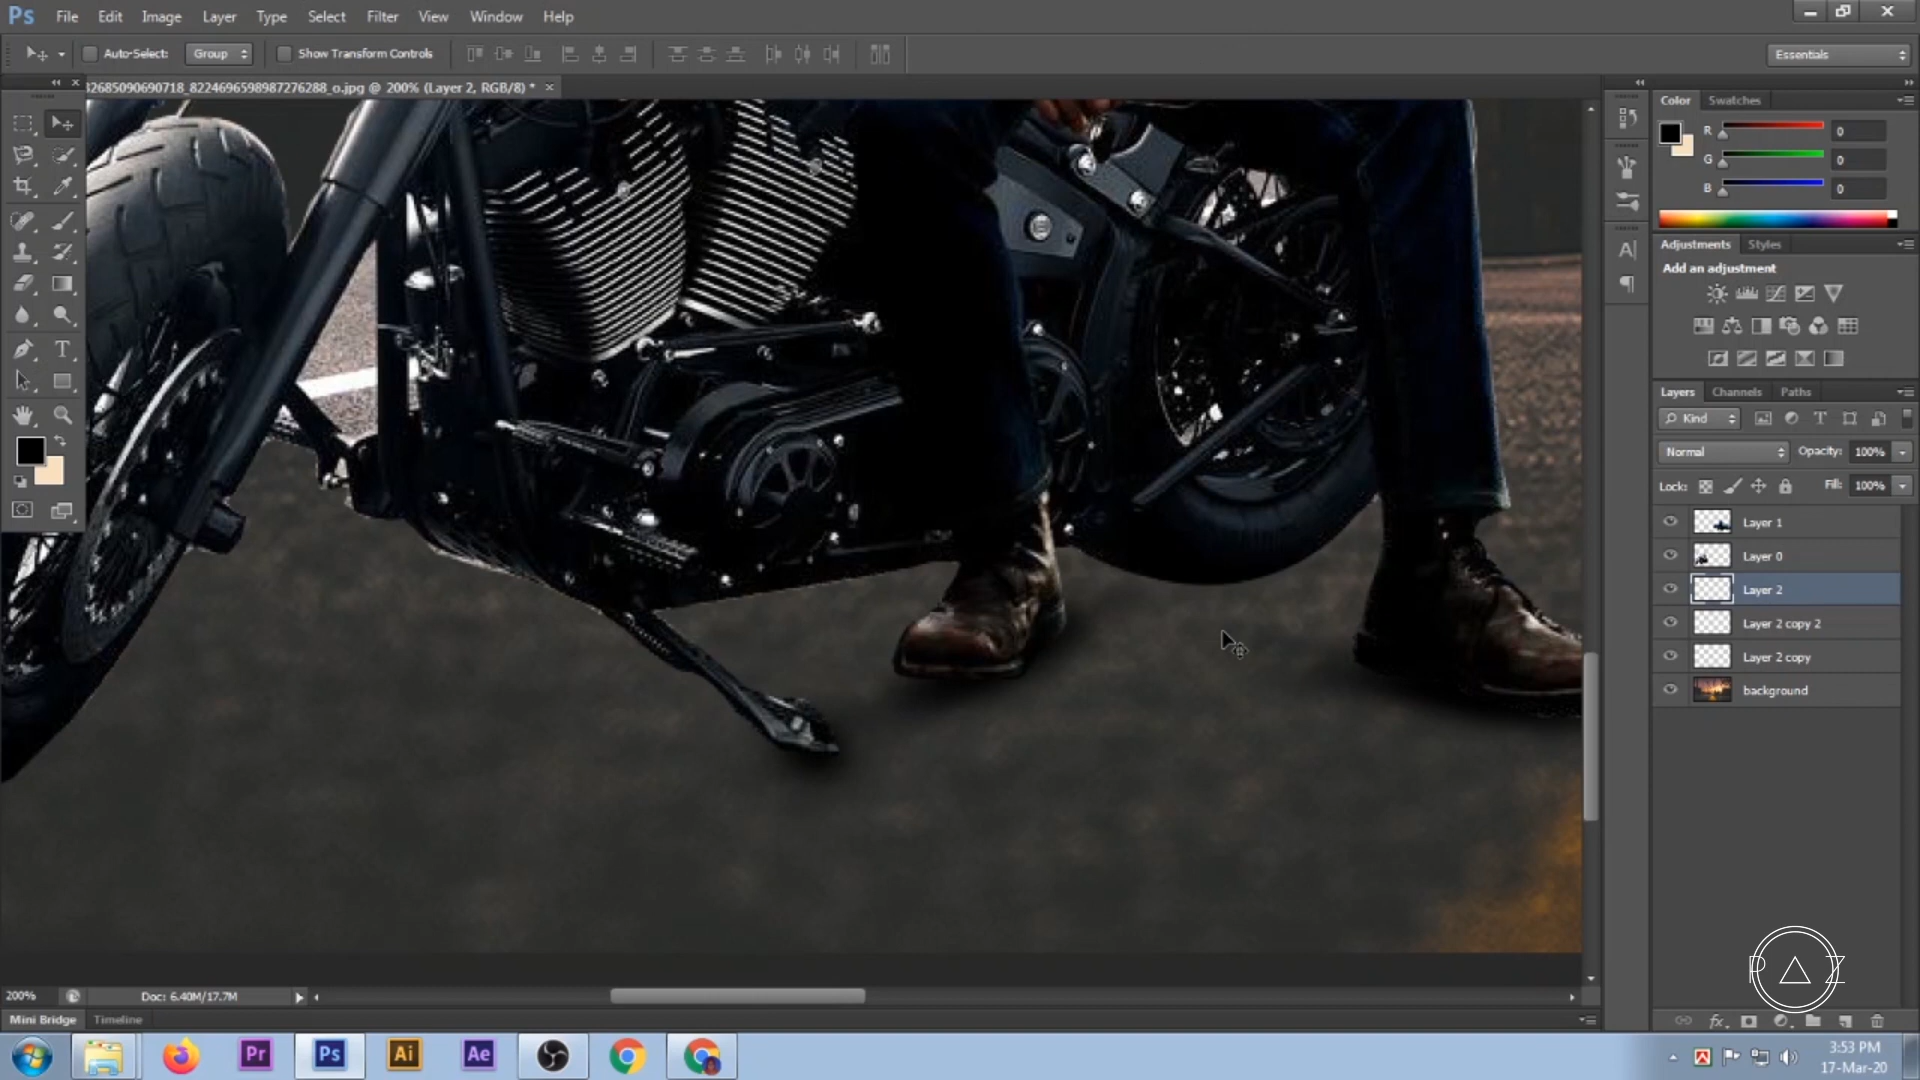 Ps File Edit Image Layer Type Select Filter View Window Help
Auto-Select: Group Show Transform Controls Essentials
32685090690718_8224696598987276288_o.jpg @ 200% (Layer 2, RGB/8) *
Color Swatches
R 0
G 0
B 0
Adjustments Styles
Add an adjustment
Layers Channels Paths
Kind
Normal Opacity: 100%
Lock: Fill: 100%
Layer 1
Layer 0
Layer 2
Layer 2 copy 2
Layer 2 copy
background
P Z
200% Doc: 6.40M/17.7M
Mini Bridge Timeline
Pr Ps Ai Ae
3:53 PM
17-Mar-20